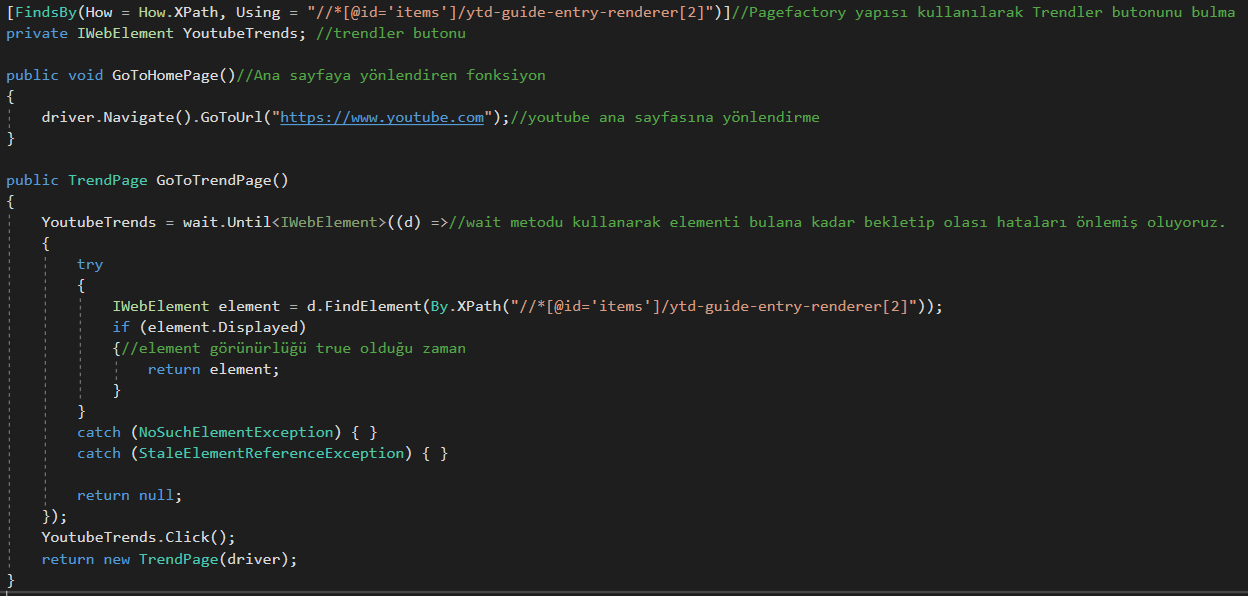 [FindsBy(How = How.XPath, Using = "//*[@id='items']/ytd-guide-entry-renderer[2]")]//Pagefactory yapısı kullanılarak Trendler butonunu bulma
private IWebElement YoutubeTrends; //trendler butonu

public void GoToHomePage()//Ana sayfaya yönlendiren fonksiyon
{
    driver.Navigate().GoToUrl("https://www.youtube.com");//youtube ana sayfasına yönlendirme
}

public TrendPage GoToTrendPage()
{
    YoutubeTrends = wait.Until<IWebElement>((d) =>//wait metodu kullanarak elementi bulana kadar bekletip olası hataları önlemiş oluyoruz.
    {
        try
        {
            IWebElement element = d.FindElement(By.XPath("//*[@id='items']/ytd-guide-entry-renderer[2]"));
            if (element.Displayed)
            {//element görünürlüğü true olduğu zaman
                return element;
            }
        }
        catch (NoSuchElementException) { }
        catch (StaleElementReferenceException) { }

        return null;
    });
    YoutubeTrends.Click();
    return new TrendPage(driver);
}